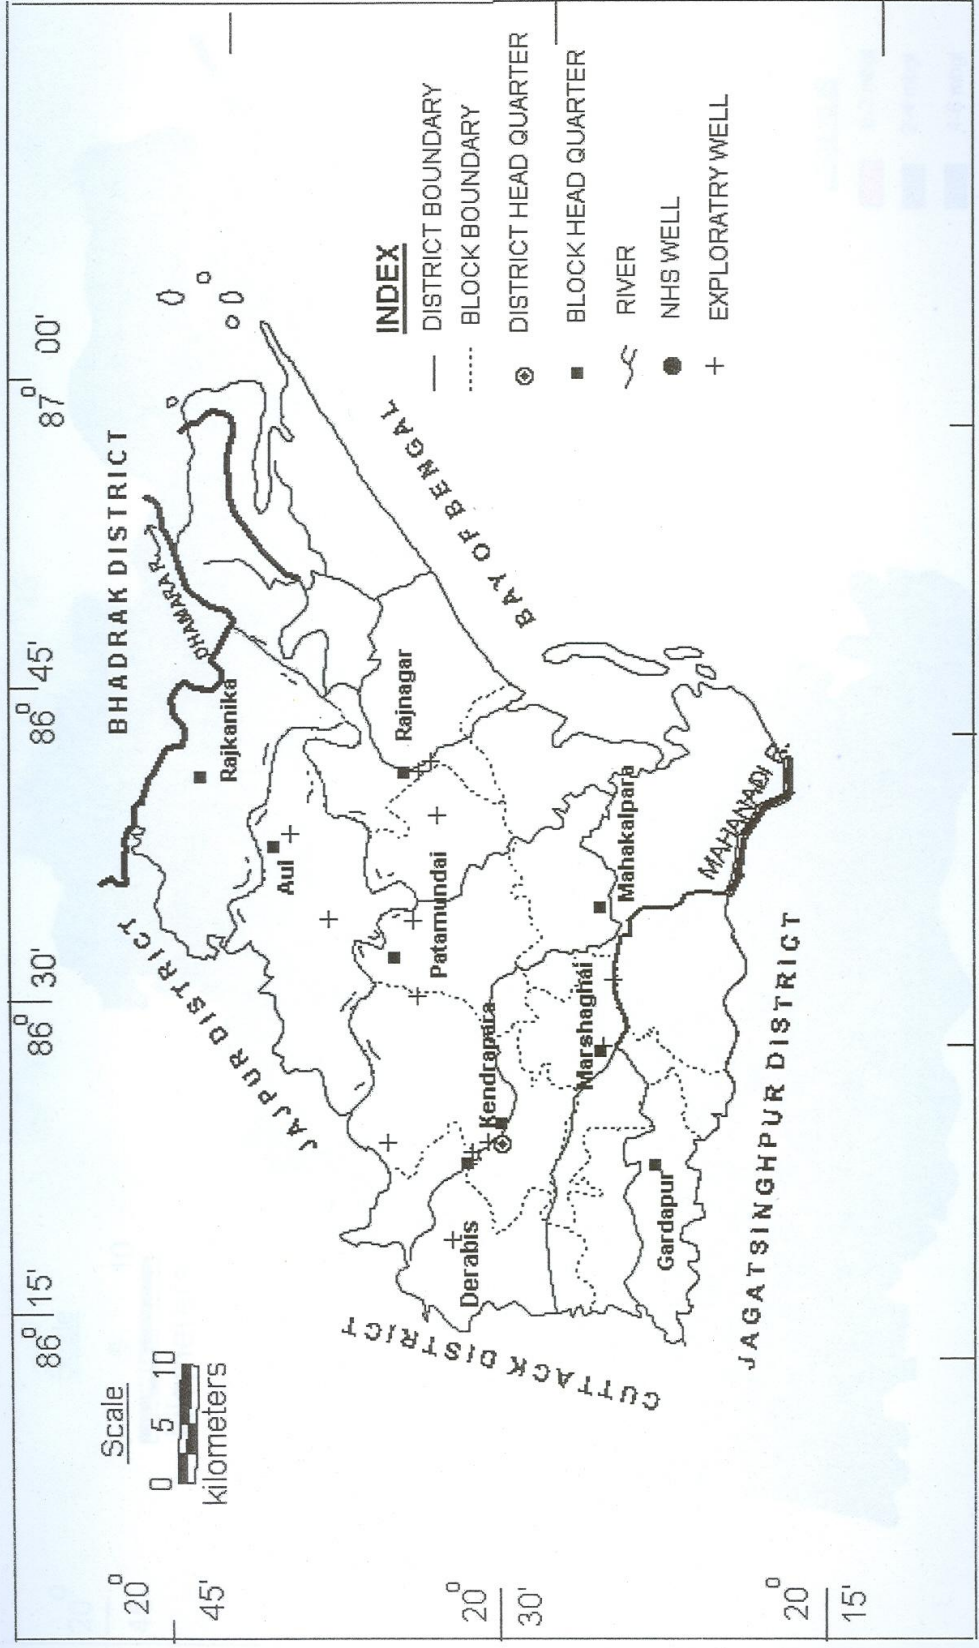 Scale
0 5 10
kilometers
86° 15'
86° 30'
86° 45'
87° 00'
20° 45'
20° 30'
20° 15'
BHADRAK DISTRICT
DHAMARA R
JAJPUR DISTRICT
CUTTACK DISTRICT
JAGATSINGHPUR DISTRICT
BAY OF BENGAL
MAHANADI R.
Rajkanika
Aul
Rajnagar
Patamundai
Kendrapara
Derabis
Marshaghai
Mahakalpara
Gardapur
INDEX
DISTRICT BOUNDARY
BLOCK BOUNDARY
DISTRICT HEAD QUARTER
BLOCK HEAD QUARTER
RIVER
NHS WELL
EXPLORATRY WELL